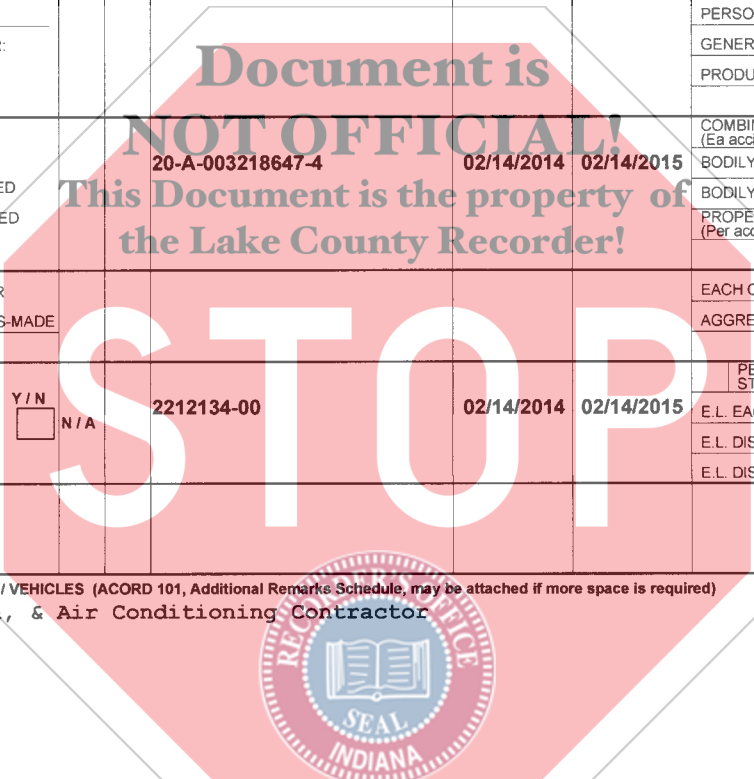 PERSO
GENER
PRODU
Document is
NOT OFFICIAL!
This Document is the property of
the Lake County Recorder!
COMBI
(Ea acci
20-A-003218647-4 02/14/2014 02/14/2015 BODILY
ED BODILY
ED PROPE
(Per acc
R EACH O
S-MADE AGGRE
STOP
PE
ST
Y / N
N / A 2212134-00 02/14/2014 02/14/2015 E.L. EA
E.L. DIS
E.L. DIS
/ VEHICLES (ACORD 101, Additional Remarks Schedule, may be attached if more space is required)
, & Air Conditioning Contractor
RECORDER'S OFFICE
SEAL
INDIANA